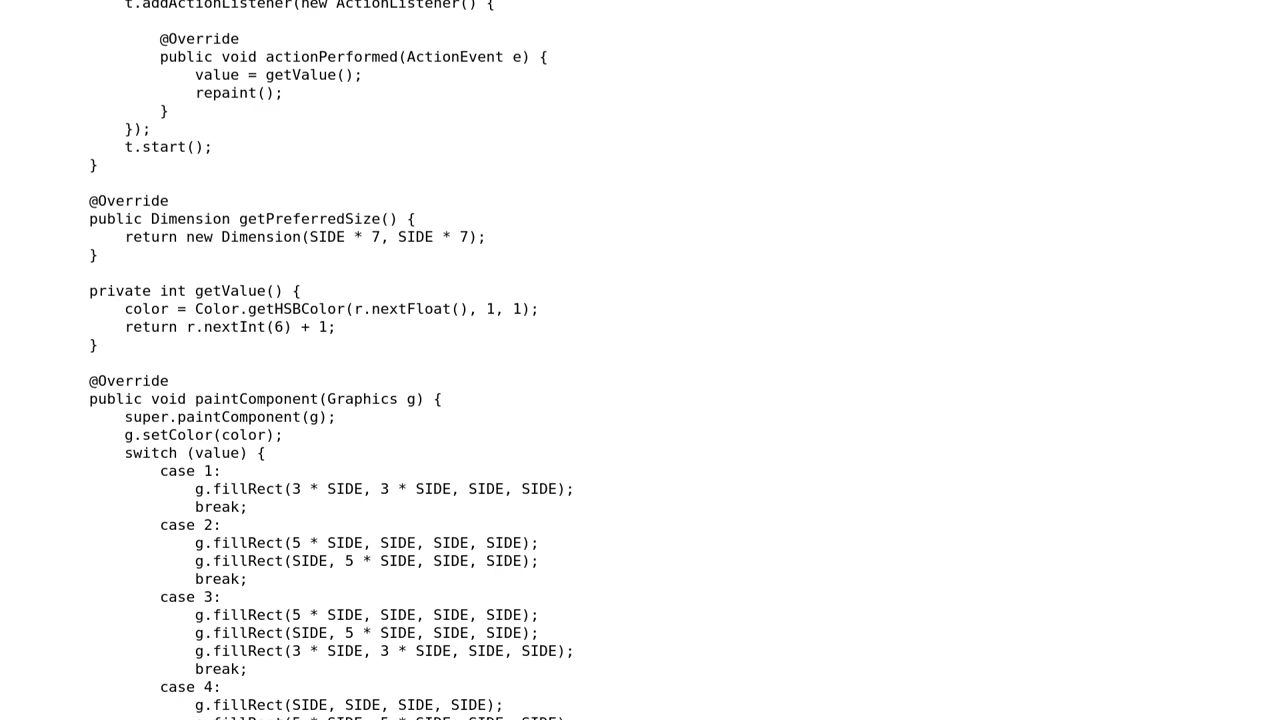 t.addActionListener(new ActionListener() {
@Override
public void actionPerformed(ActionEvent e) {
value = getValue();
repaint();
}
});
t.start();
}
@Override
public Dimension getPreferredSize() {
return new Dimension(SIDE * 7, SIDE * 7);
}
private int getValue() {
color = Color.getHSBColor(r.nextFloat(), 1, 1);
return r.nextInt(6) + 1;
}
@Override
public void paintComponent(Graphics g) {
super.paintComponent(g);
g.setColor(color);
switch (value) {
case 1:
g.fillRect(3 * SIDE, 3 * SIDE, SIDE, SIDE);
break;
case 2:
g.fillRect(5 * SIDE, SIDE, SIDE, SIDE);
g.fillRect(SIDE, 5 * SIDE, SIDE, SIDE);
break;
case 3:
g.fillRect(5 * SIDE, SIDE, SIDE, SIDE);
g.fillRect(SIDE, 5 * SIDE, SIDE, SIDE);
g.fillRect(3 * SIDE, 3 * SIDE, SIDE, SIDE);
break;
case 4:
g.fillRect(SIDE, SIDE, SIDE, SIDE);